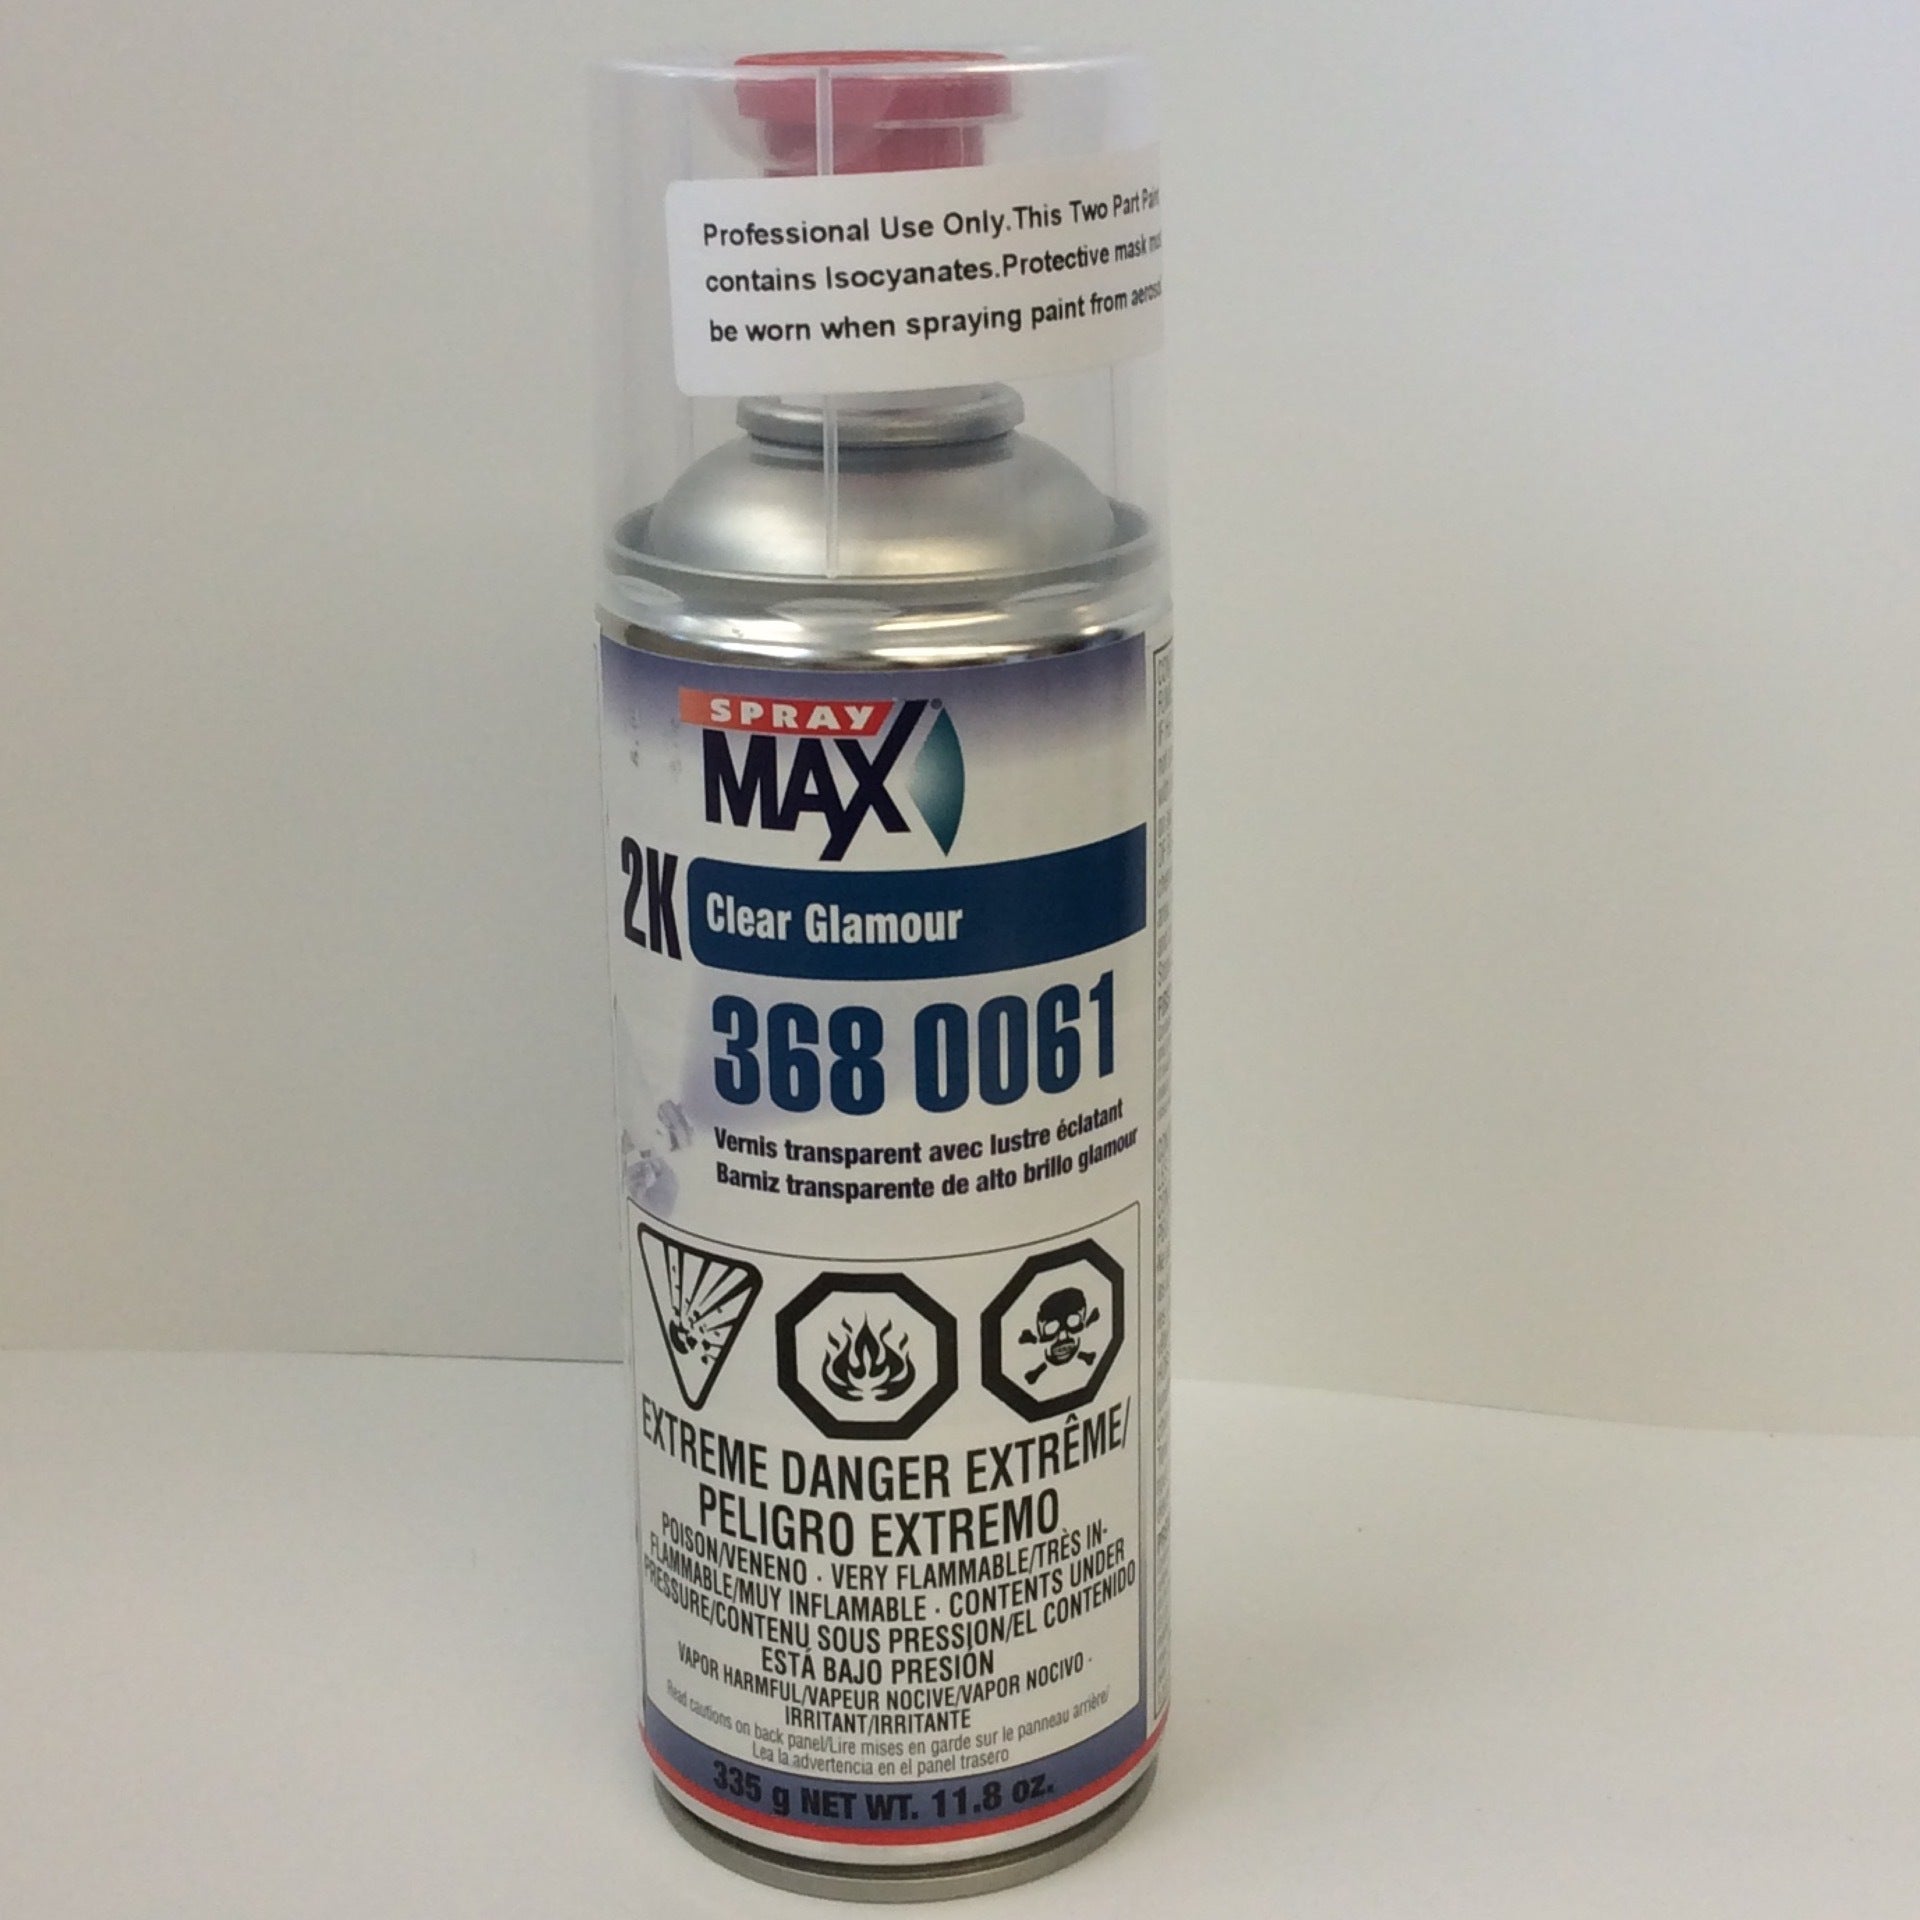 Professional Use Only.This Two Part
contains Isocyanates.Protective mask
be worn when spraying paint from
SPRAY
MAX®
2K Clear Glamour
368 0061
Vernis transparent avec lustre éclatant
Barniz transparente de alto brillo glamour
EXTREME DANGER EXTRÊME/
PELIGRO EXTREMO
POISON/VENENO · VERY FLAMMABLE/TRÈS IN-
FLAMMABLE/MUY INFLAMABLE · CONTENTS UNDER
PRESSURE/CONTENU SOUS PRESSION/EL CONTENIDO
ESTÁ BAJO PRESIÓN
VAPOR HARMFUL/VAPEUR NOCIVE/VAPOR NOCIVO ·
IRRITANT/IRRITANTE
Read cautions on back panel/Lire mises en garde sur le panneau arrière/
Lea la advertencia en el panel trasero
335 g NET WT. 11.8 oz.